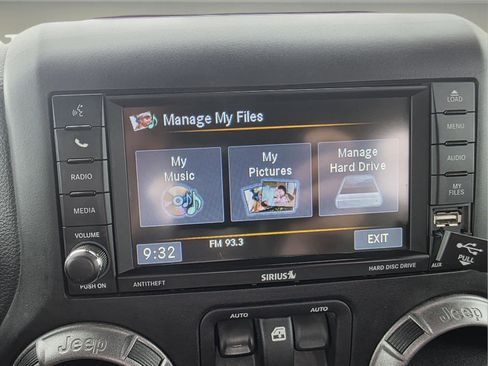 Manage My Files
My
Music
My
Pictures
Manage
Hard Drive
9:32
FM 93.3
EXIT
RADIO
MEDIA
VOLUME
PUSH ON
ANTITHEFT
SIRIUS
HARD DISC DRIVE
LOAD
MENU
AUDIO
MY
FILES
AUX
PULL
AUTO
AUTO
Jeep
Jeep